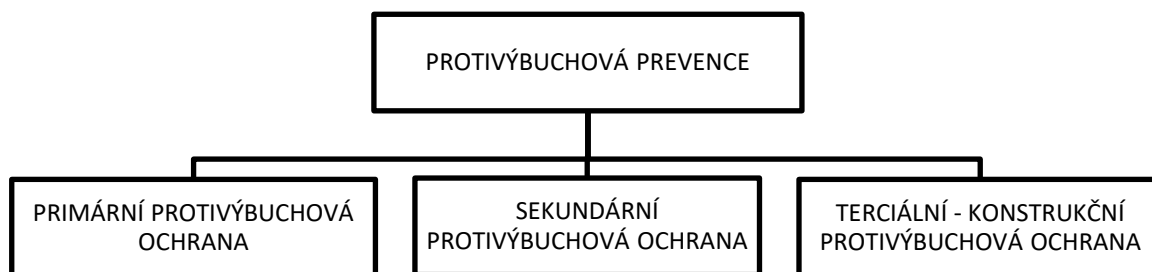 PROTIVÝBUCHOVÁ PREVENCE
PRIMÁRNÍ PROTIVÝBUCHOVÁ
OCHRANA
SEKUNDÁRNÍ
PROTIVÝBUCHOVÁ OCHRANA
TERCIÁLNÍ - KONSTRUKČNÍ
PROTIVÝBUCHOVÁ OCHRANA